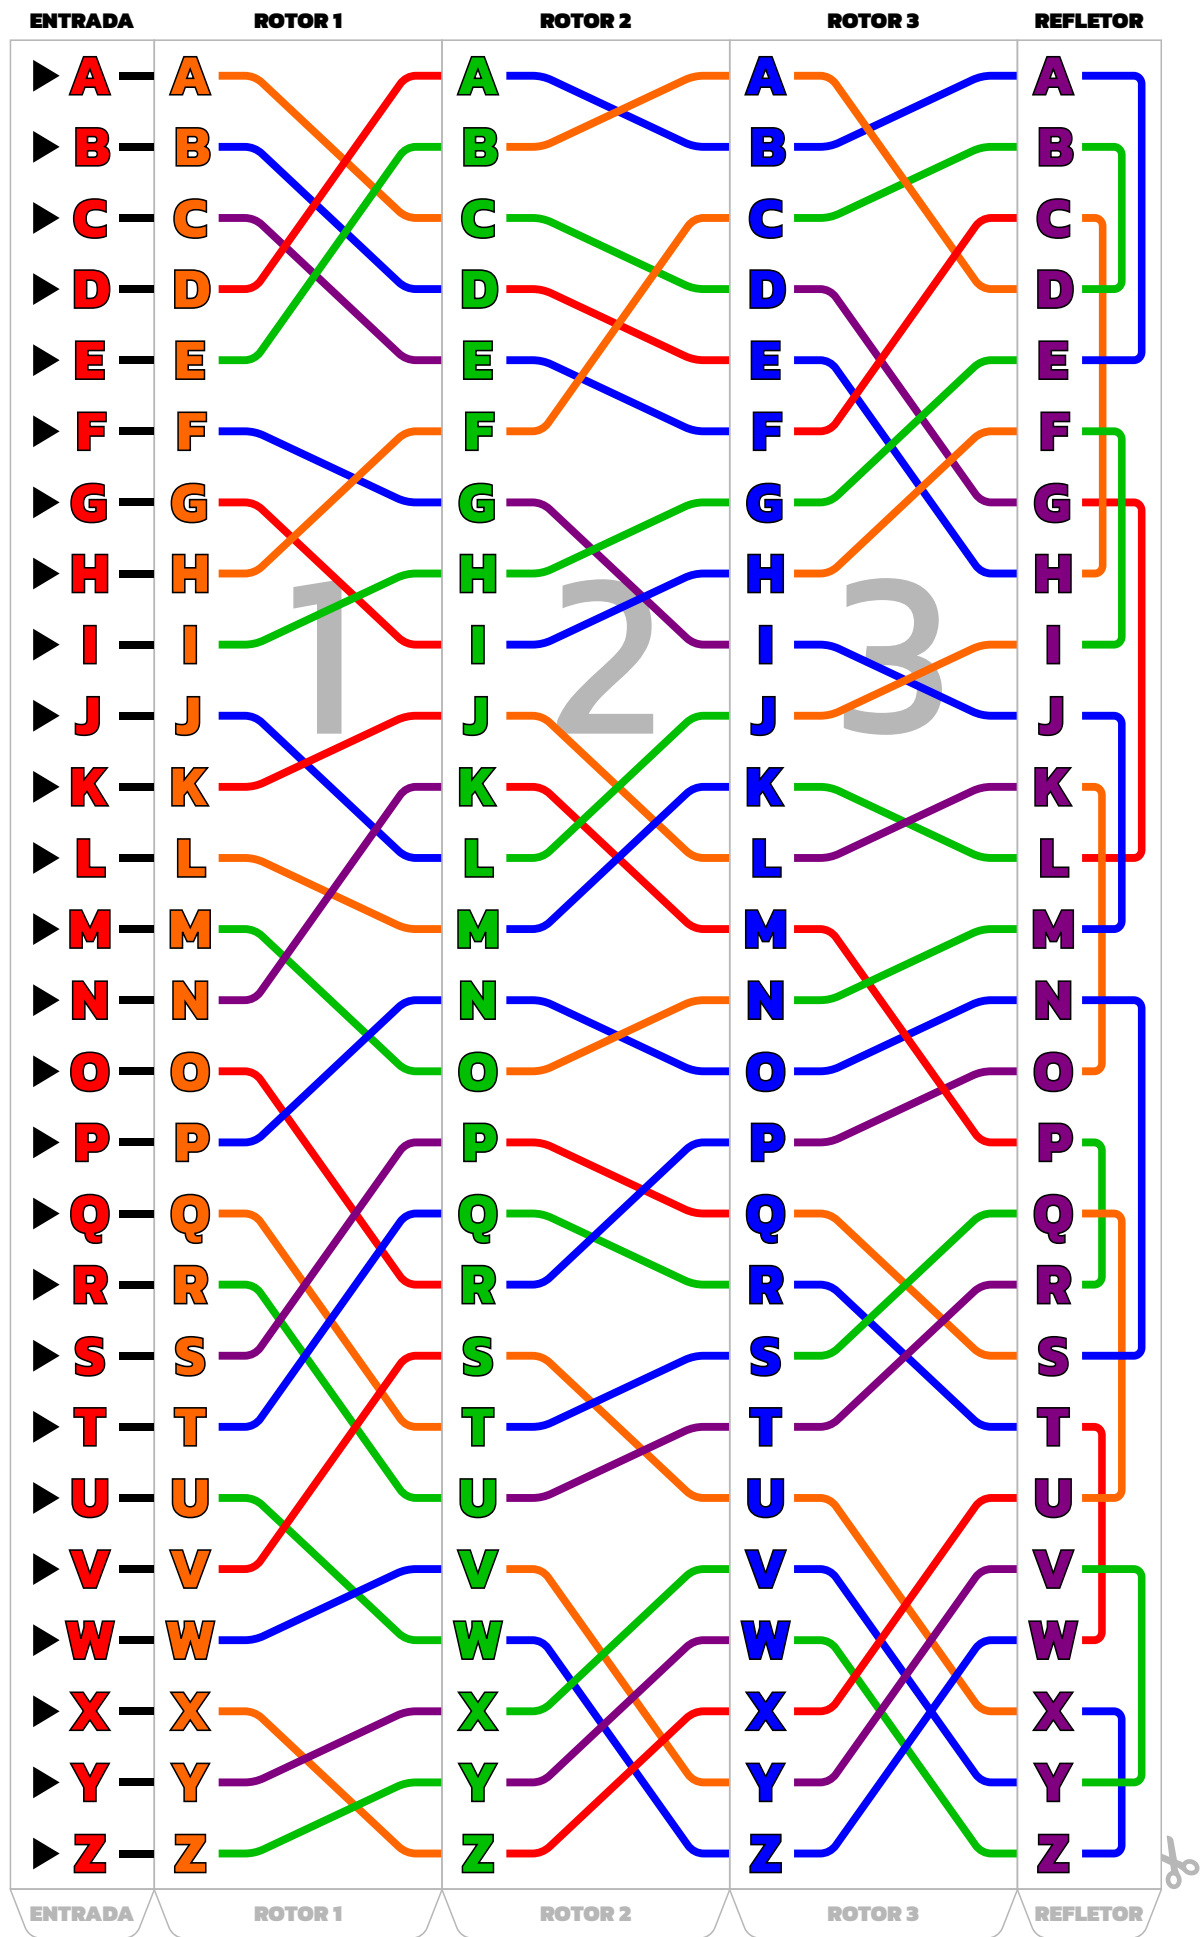 ENTRADA ROTOR 1 ROTOR 2 ROTOR 3 REFLETOR
A A A A A
B B B B B
C C C C C
D D D D D
E E E E E
F F F F F
G G G G G
H H H H H
I I I I I
J J J J J
K K K K K
L L L L L
M M M M M
N N N N N
O O O O O
P P P P P
Q Q Q Q Q
R R R R R
S S S S S
T T T T T
U U U U U
V V V V V
W W W W W
X X X X X
Y Y Y Y Y
Z Z Z Z Z
1 2 3
ENTRADA ROTOR 1 ROTOR 2 ROTOR 3 REFLETOR